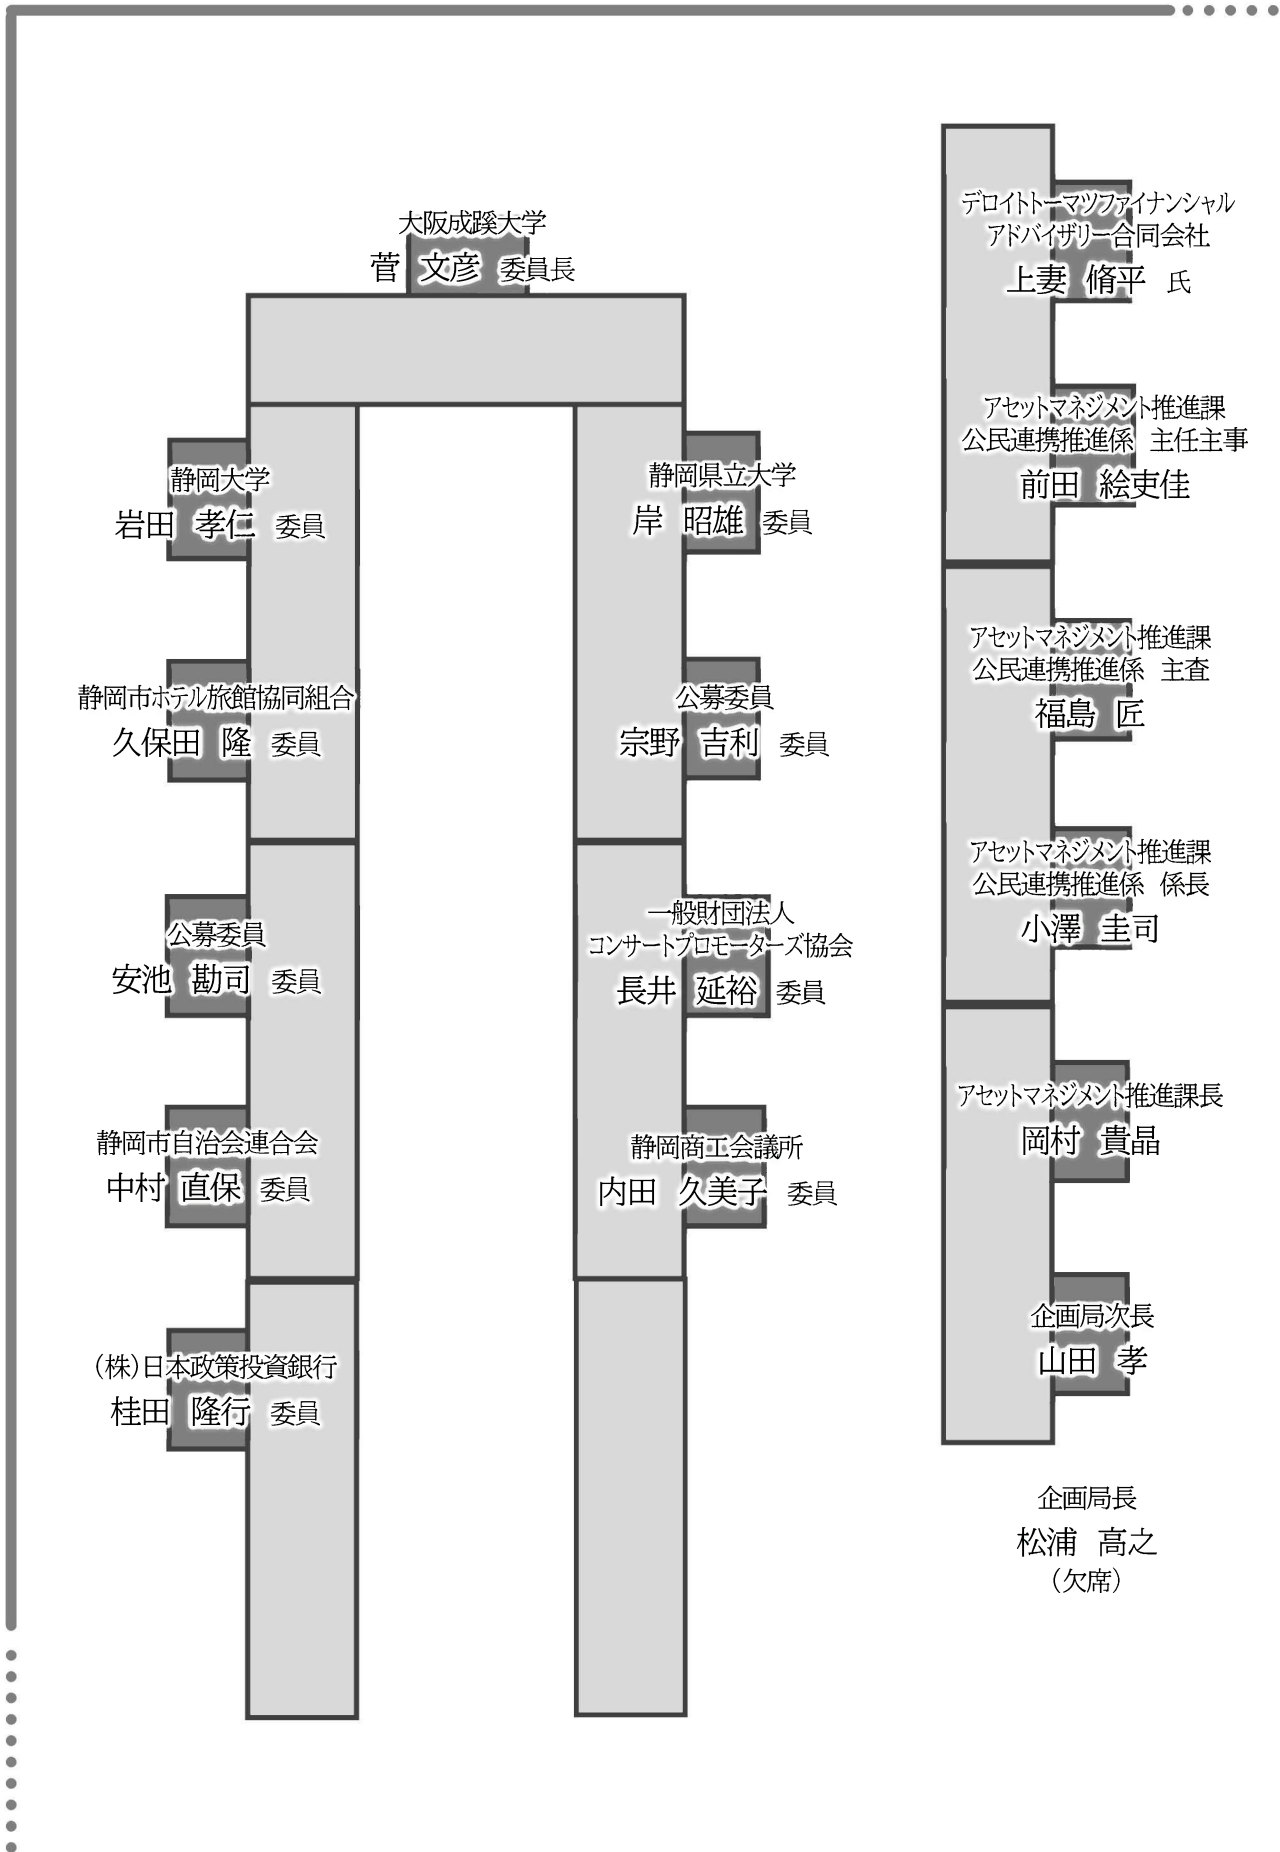 大阪成蹊大学
菅 文彦 委員長
静岡大学
岩田 孝仁 委員
静岡市ホテル旅館協同組合
久保田 隆 委員
公募委員
安池 勘司 委員
静岡市自治会連合会
中村 直保 委員
(株)日本政策投資銀行
桂田 隆行 委員
静岡県立大学
岸 昭雄 委員
公募委員
宗野 吉利 委員
一般財団法人
コンサートプロモーターズ協会
長井 延裕 委員
静岡商工会議所
内田 久美子 委員
デロイトトーマツファイナンシャル
アドバイザリー合同会社
上妻 脩平 氏
アセットマネジメント推進課
公民連携推進係 主任主事
前田 絵吏佳
アセットマネジメント推進課
公民連携推進係 主査
福島 匠
アセットマネジメント推進課
公民連携推進係 係長
小澤 圭司
アセットマネジメント推進課長
岡村 貴晶
企画局次長
山田 孝
企画局長
松浦 高之
(欠席)